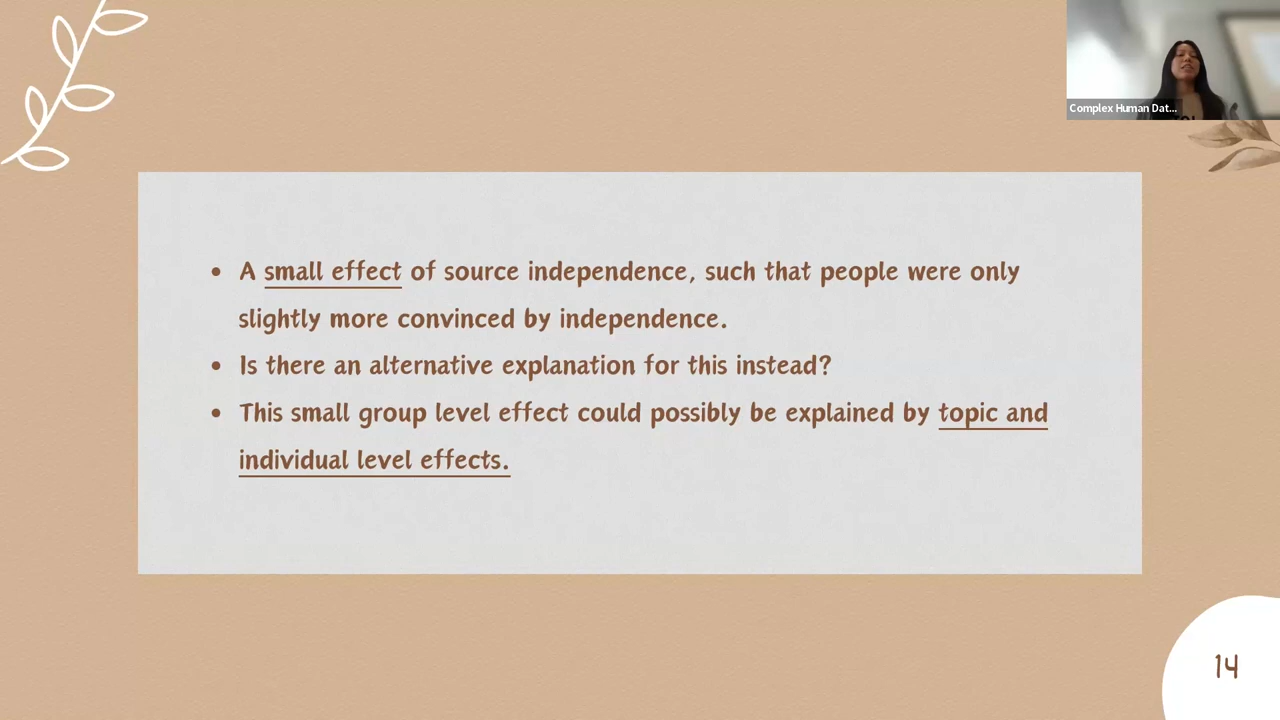 Complex Human Dat...
• A small effect of source independence, such that people were only
slightly more convinced by independence.
• Is there an alternative explanation for this instead?
• This small group level effect could possibly be explained by topic and
individual level effects.
14